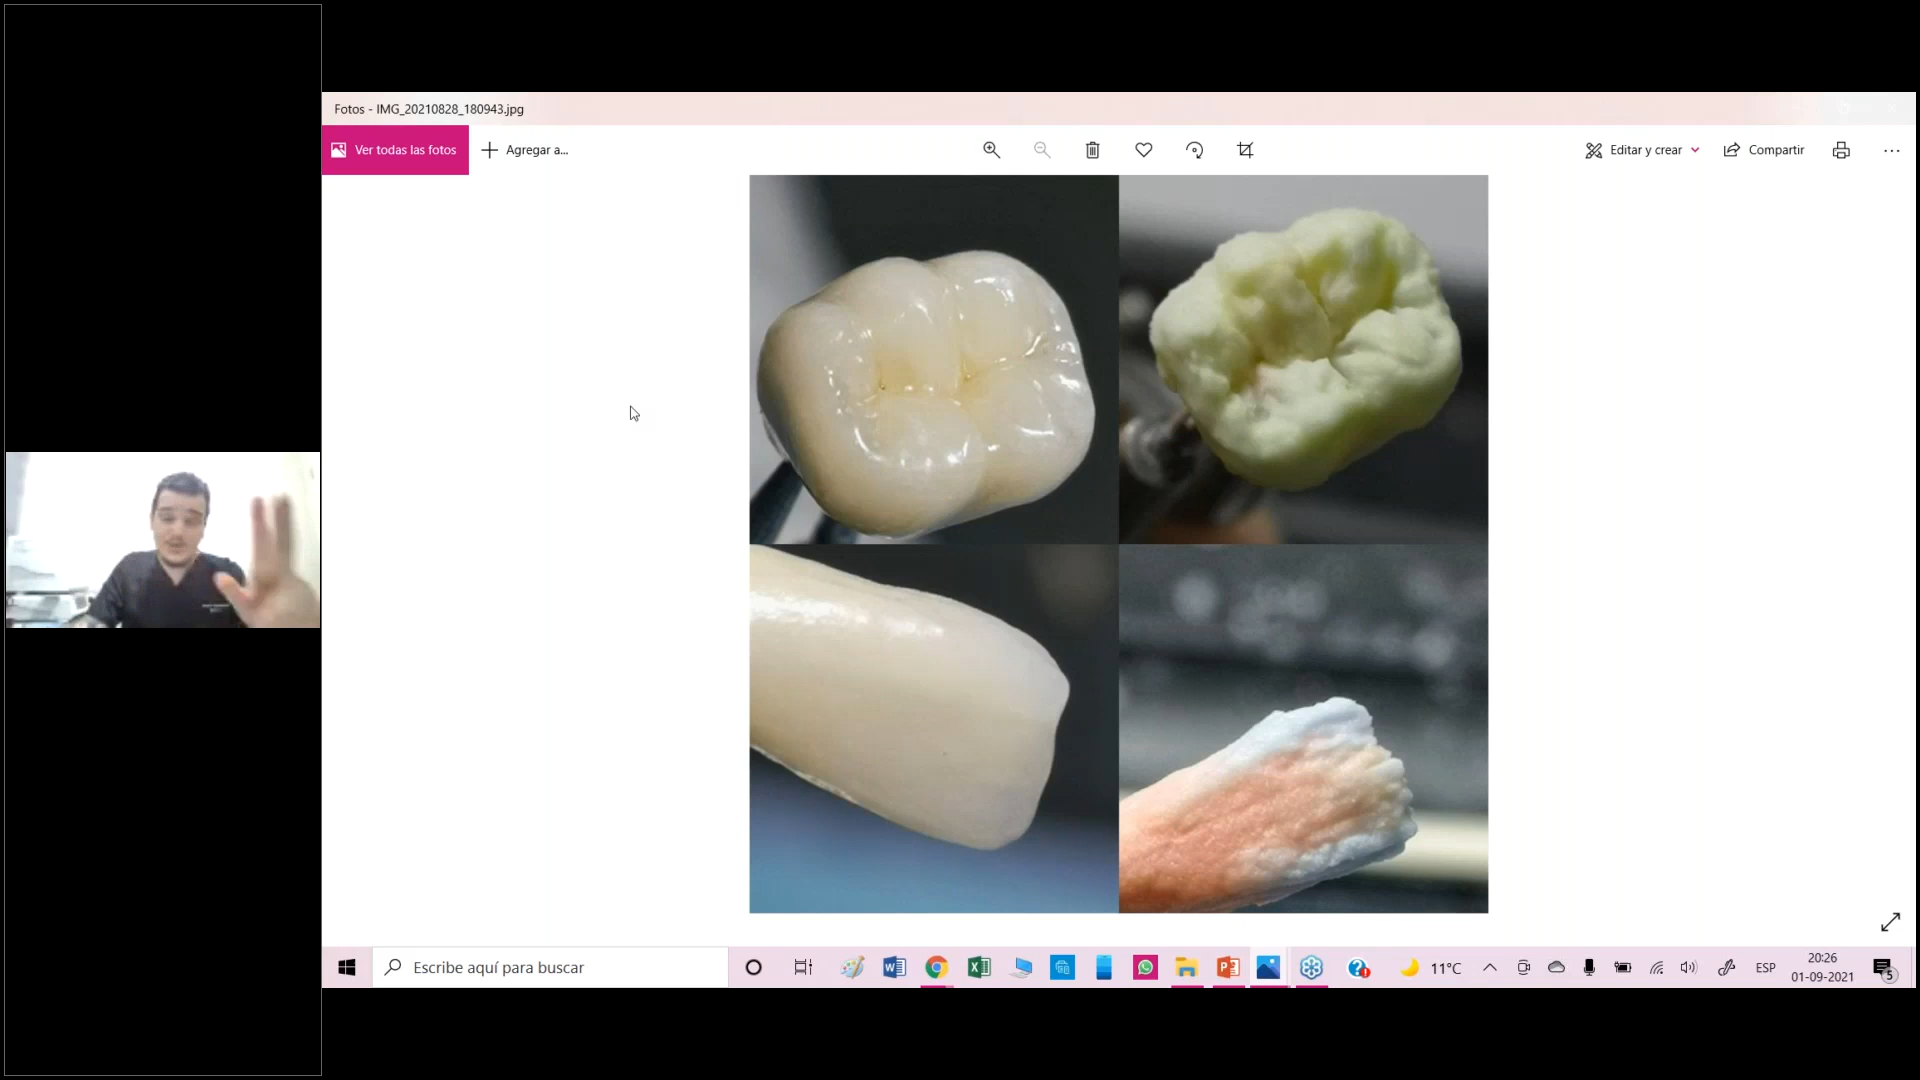 Fotos - IMG_20210828_180943.jpg
Ver todas las fotos
Agregar a...
Editar y crear
Compartir
Escribe aquí para buscar
11°C
ESP
20:26
01-09-2021
5